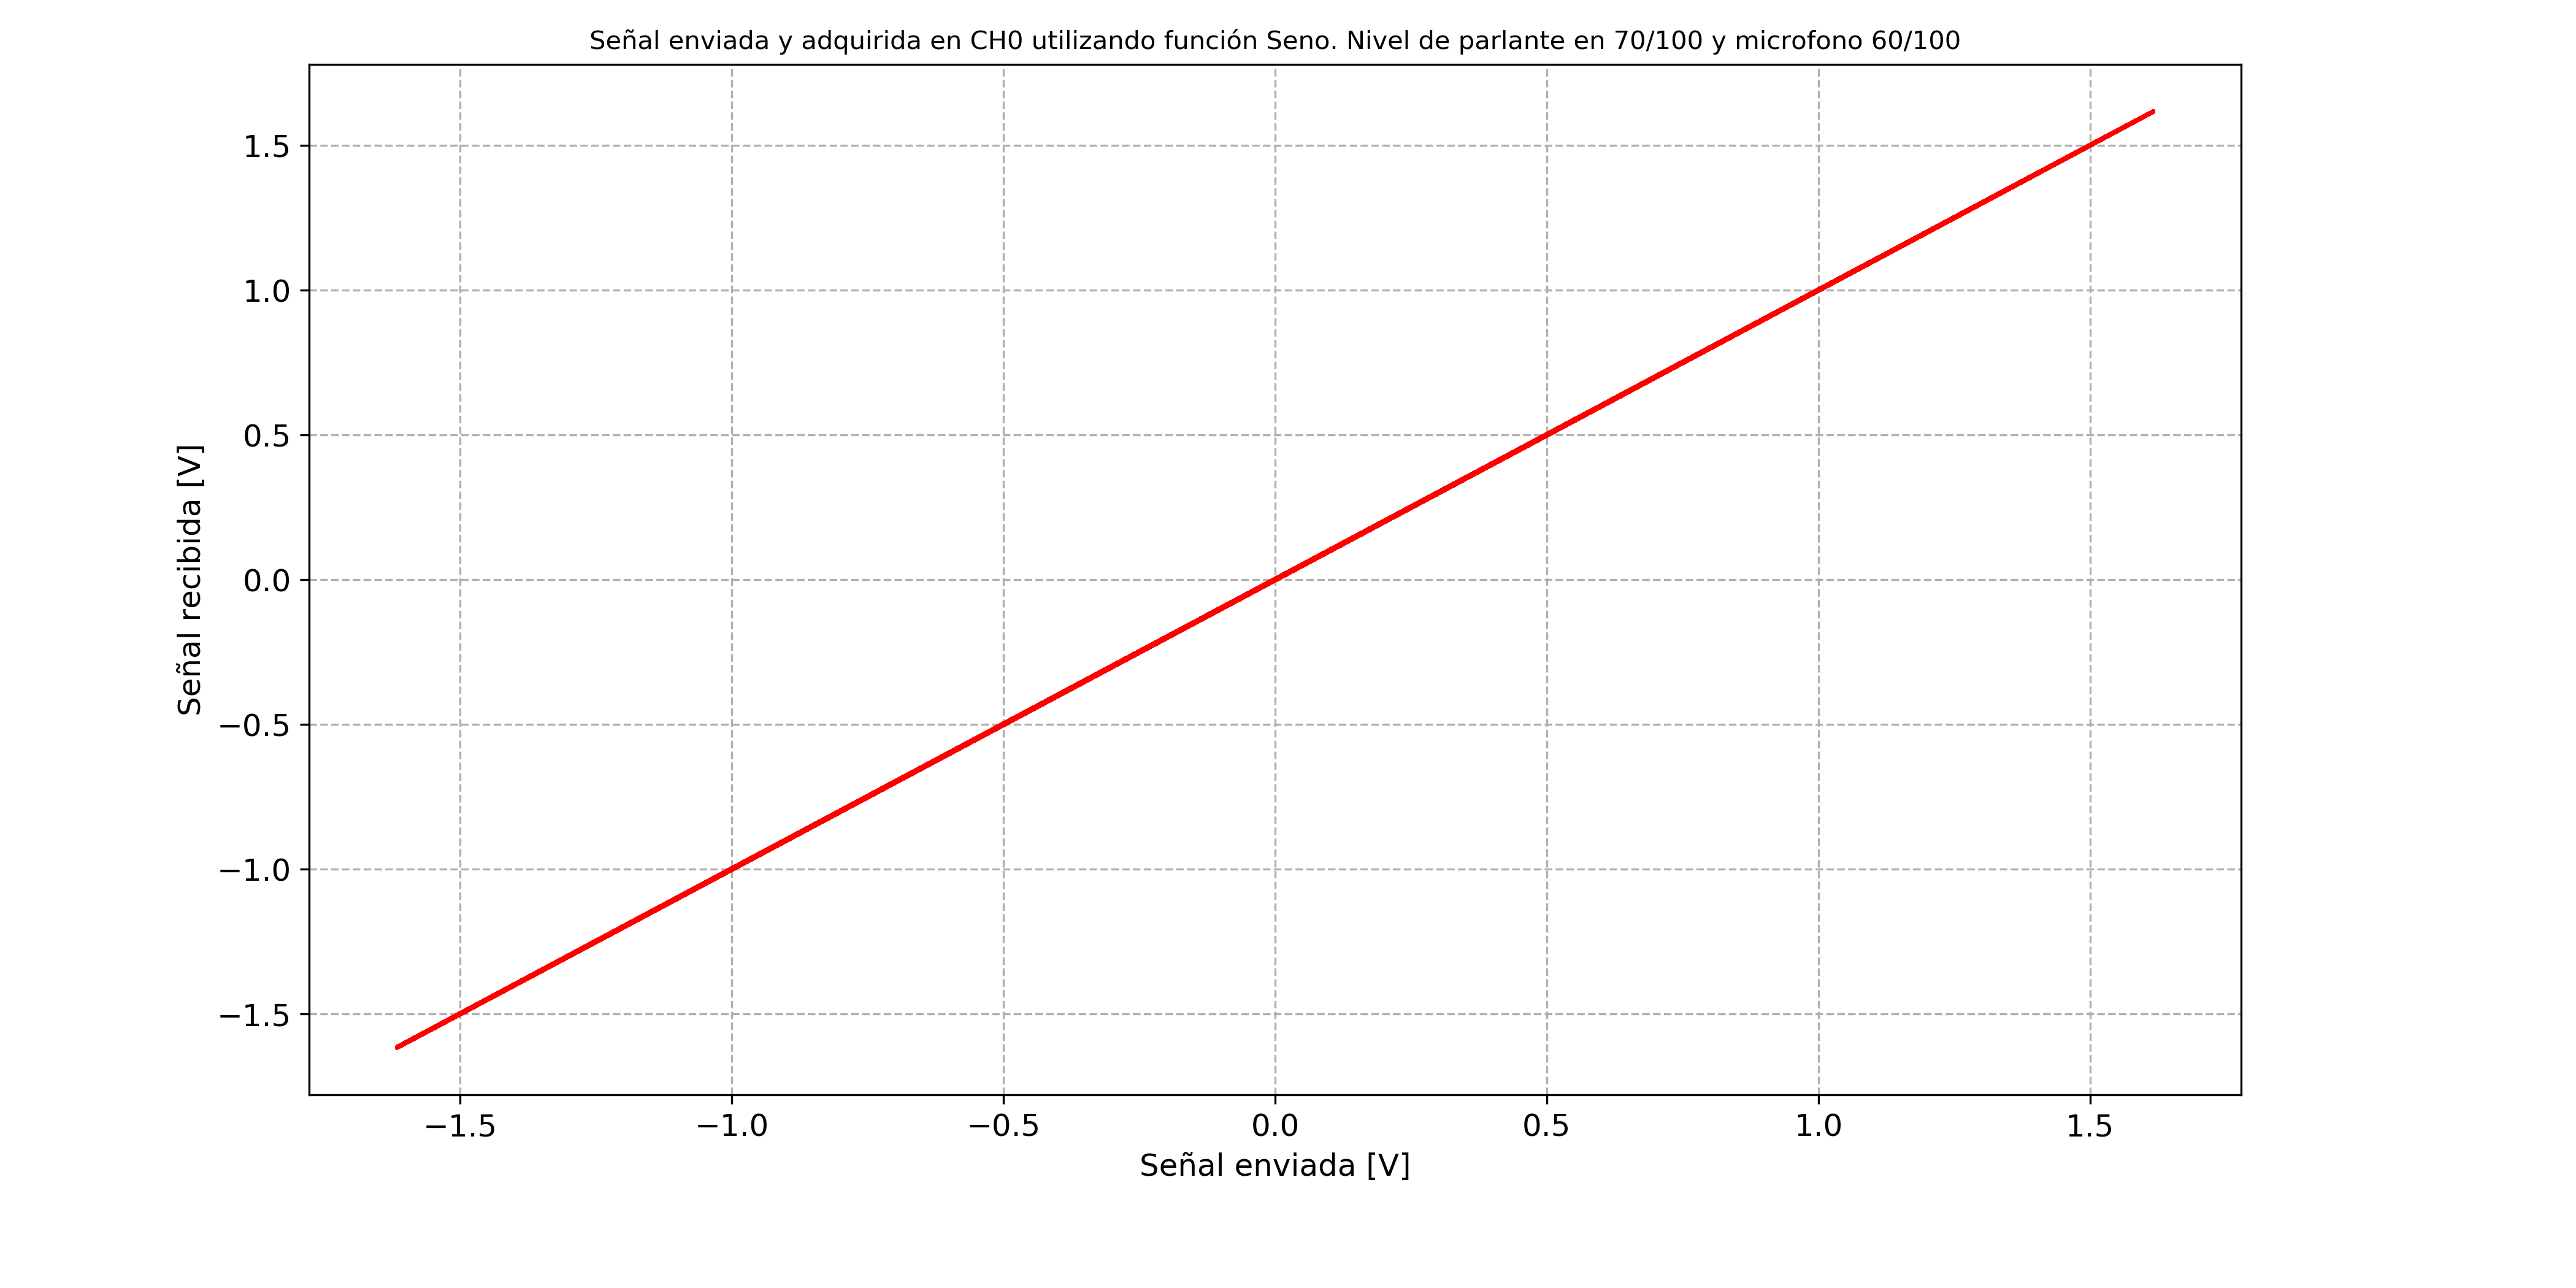 Señal enviada y adquirida en CH0 utilizando función Seno. Nivel de parlante en 70/100 y microfono 60/100
Señal recibida [V]
1.5
1.0
0.5
0.0
−0.5
−1.0
−1.5
−1.5 −1.0 −0.5 0.0 0.5 1.0 1.5
Señal enviada [V]